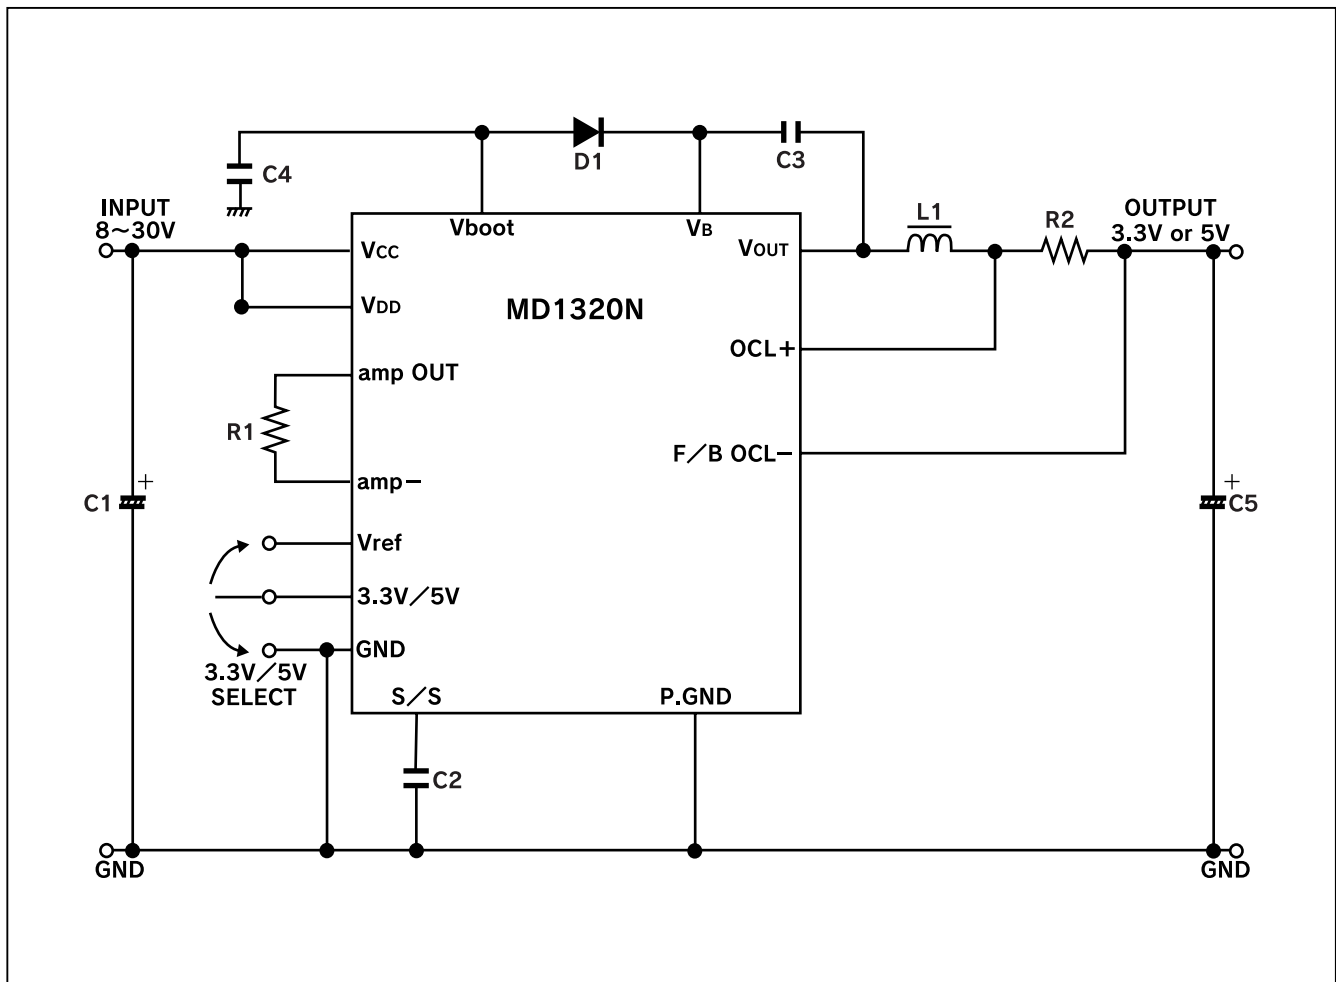 D1
C3
C4
INPUT
8~30V
Vboot
VB
L1
R2
OUTPUT
3.3V or 5V
VCC
VOUT
VDD
MD1320N
OCL+
amp OUT
R1
F/B OCL−
amp−
+
C1
+
C5
Vref
3.3V/5V
GND
3.3V/5V
SELECT
S/S
P.GND
C2
GND
GND